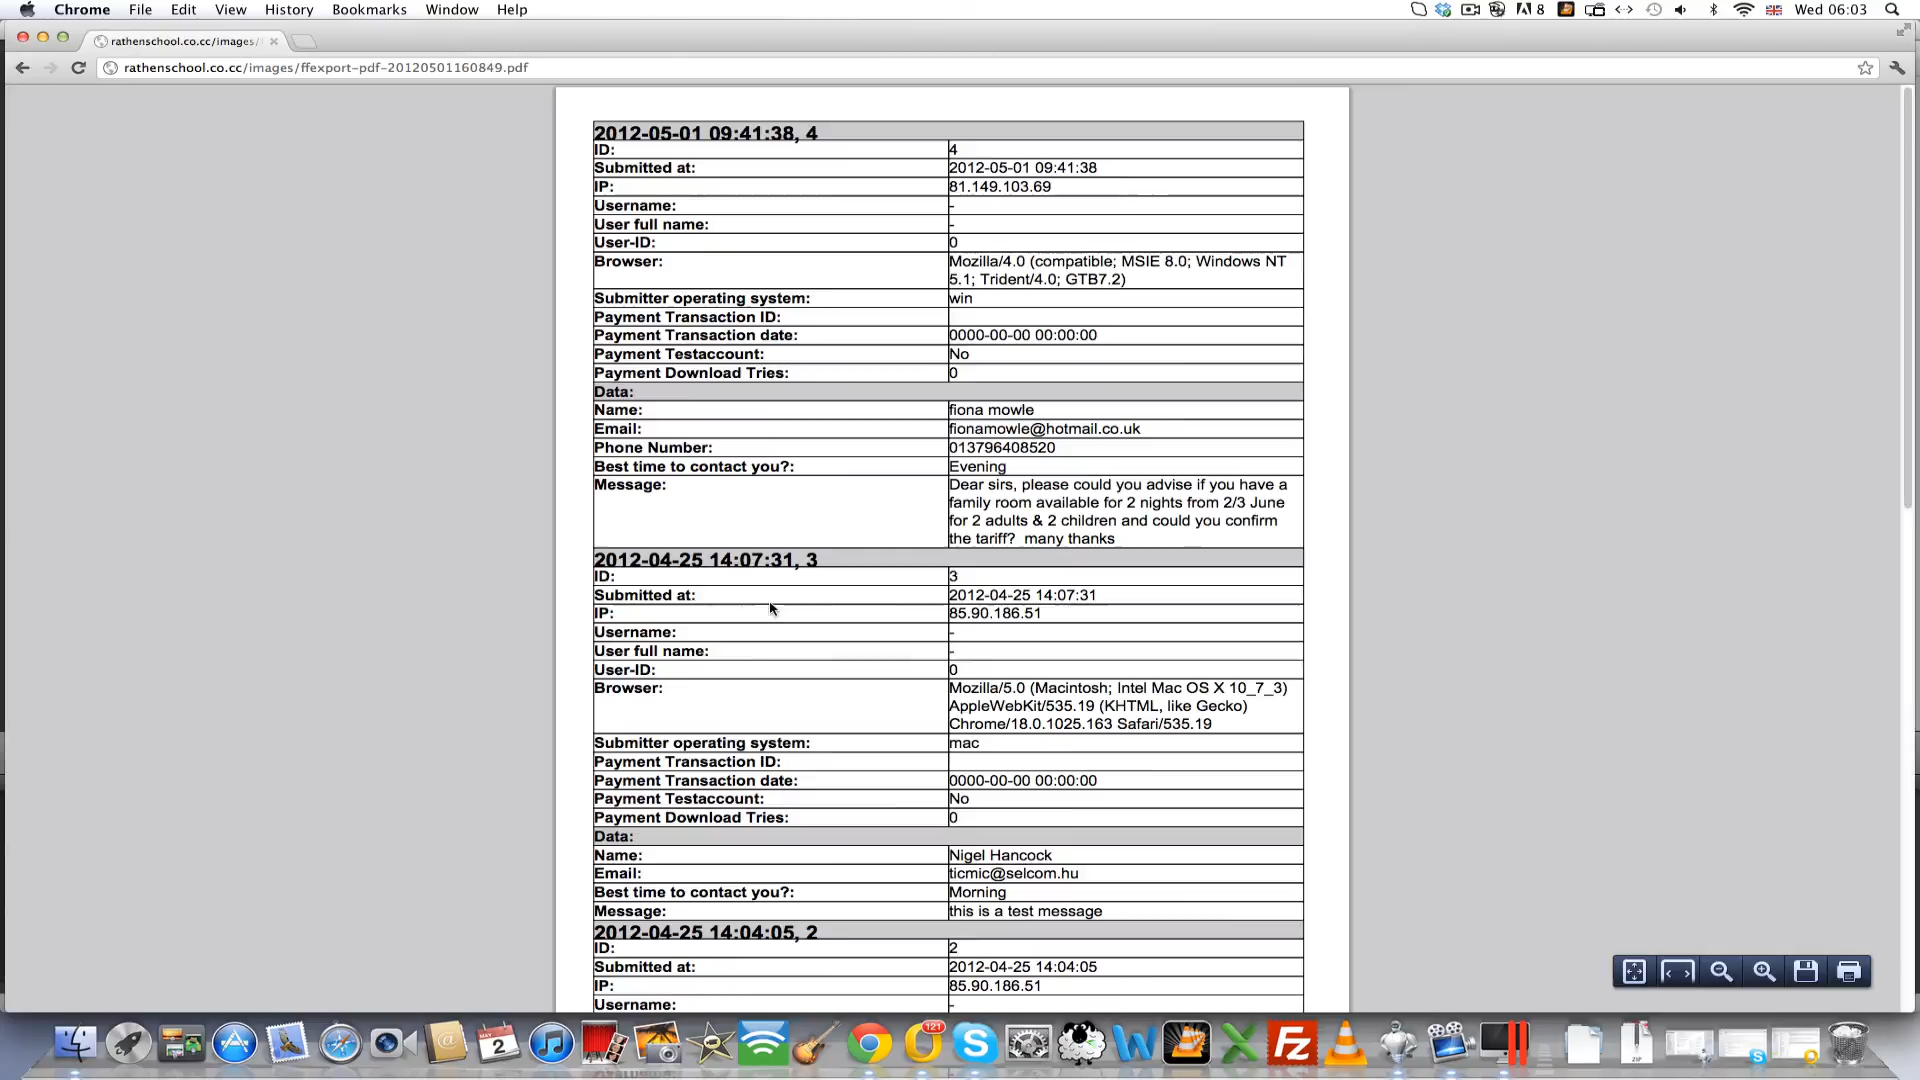 Chrome File Edit View History Bookmarks Window Help 8 Wed 06:03
rathenschool.co.cc/images/
rathenschool.co.cc/images/ffexport-pdf-20120501160849.pdf
2012-05-01 09:41:38, 4
ID: 4
Submitted at: 2012-05-01 09:41:38
IP: 81.149.103.69
Username: -
User full name: -
User-ID: 0
Browser: Mozilla/4.0 (compatible; MSIE 8.0; Windows NT
5.1; Trident/4.0; GTB7.2)
Submitter operating system: win
Payment Transaction ID:
Payment Transaction date: 0000-00-00 00:00:00
Payment Testaccount: No
Payment Download Tries: 0
Data:
Name: fiona mowle
Email: fionamowle@hotmail.co.uk
Phone Number: 013796408520
Best time to contact you?: Evening
Message: Dear sirs, please could you advise if you have a
family room available for 2 nights from 2/3 June
for 2 adults & 2 children and could you confirm
the tariff?  many thanks
2012-04-25 14:07:31, 3
ID: 3
Submitted at: 2012-04-25 14:07:31
IP: 85.90.186.51
Username: -
User full name: -
User-ID: 0
Browser: Mozilla/5.0 (Macintosh; Intel Mac OS X 10_7_3)
AppleWebKit/535.19 (KHTML, like Gecko)
Chrome/18.0.1025.163 Safari/535.19
Submitter operating system: mac
Payment Transaction ID:
Payment Transaction date: 0000-00-00 00:00:00
Payment Testaccount: No
Payment Download Tries: 0
Data:
Name: Nigel Hancock
Email: ticmic@selcom.hu
Best time to contact you?: Morning
Message: this is a test message
2012-04-25 14:04:05, 2
ID: 2
Submitted at: 2012-04-25 14:04:05
IP: 85.90.186.51
Username: -
MAY
2
121
W
X
Fz
ZIP